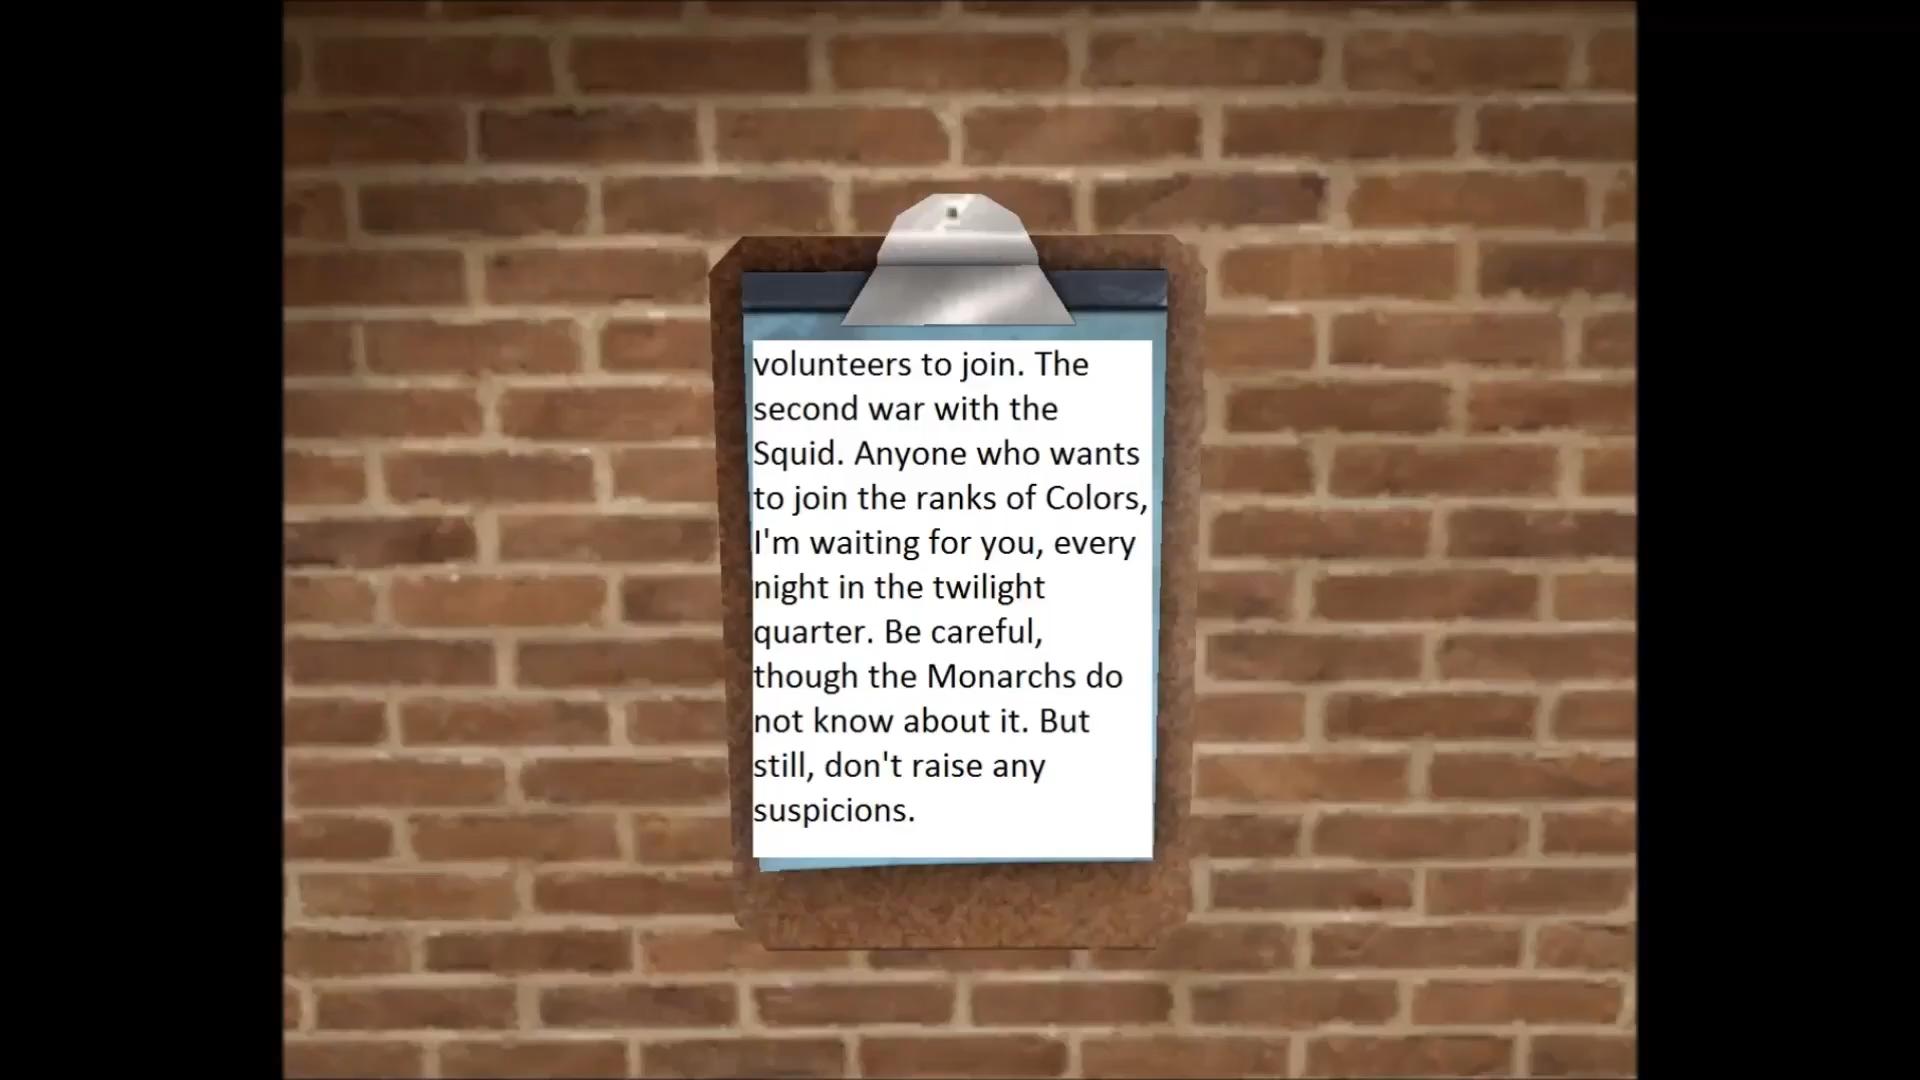 volunteers to join. The
second war with the
Squid. Anyone who wants
to join the ranks of Colors,
I'm waiting for you, every
night in the twilight
quarter. Be careful,
though the Monarchs do
not know about it. But
still, don't raise any
suspicions.